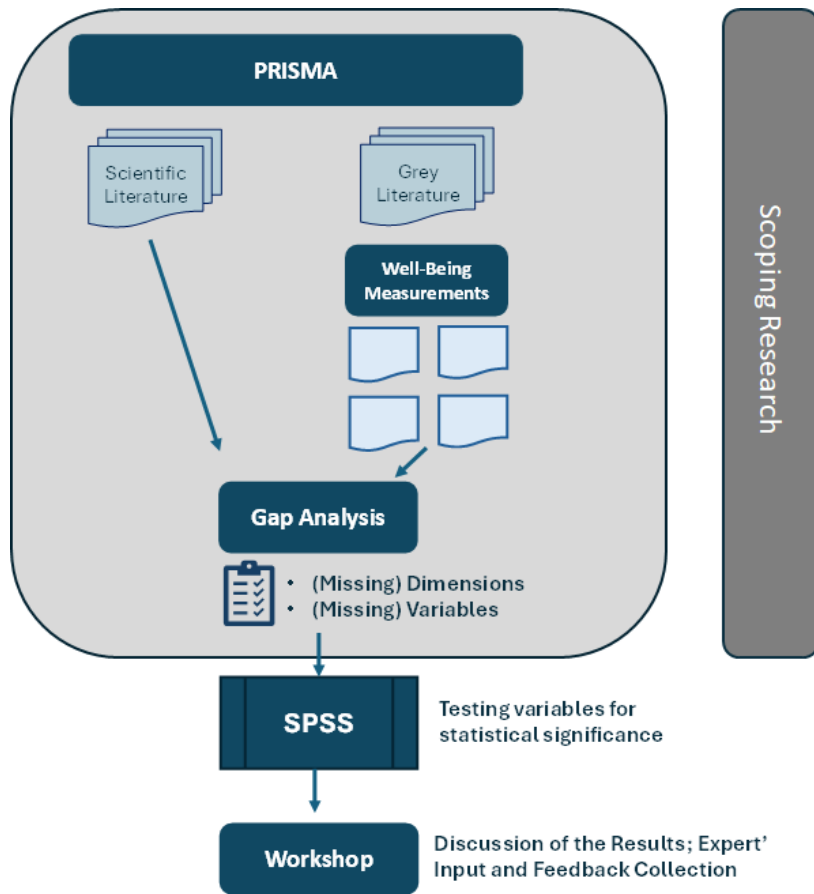 PRISMA
Scientific
Literature
Grey
Literature
Well-Being
Measurements
Gap Analysis
• (Missing) Dimensions
• (Missing) Variables
SPSS
Testing variables for
statistical significance
Workshop
Discussion of the Results; Expert'
Input and Feedback Collection
Scoping Research